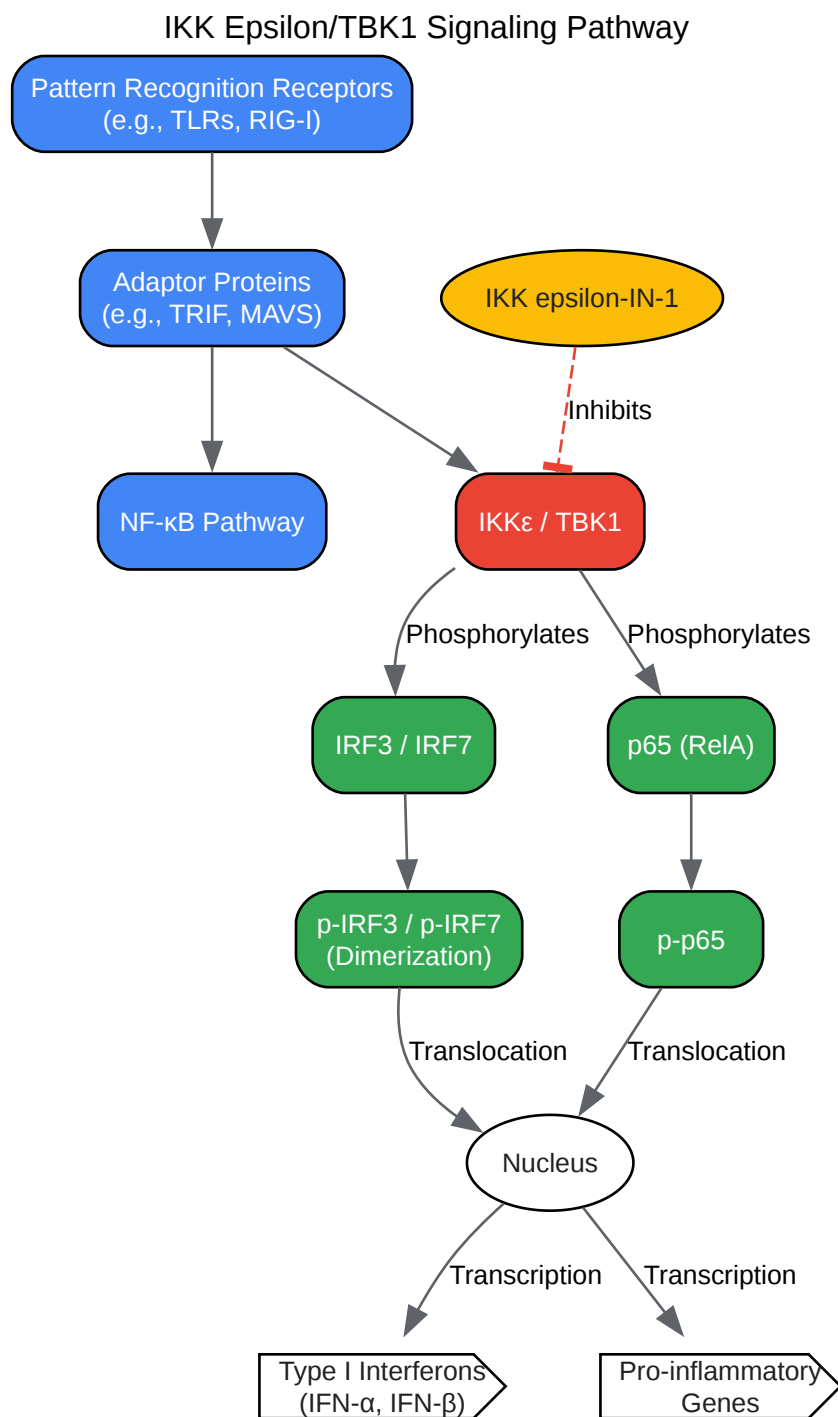 IKK Epsilon/TBK1 Signaling Pathway
Pattern Recognition Receptors
(e.g., TLRs, RIG-I)
Adaptor Proteins
(e.g., TRIF, MAVS)
IKK epsilon-IN-1
Inhibits
NF-κB Pathway
IKKε / TBK1
Phosphorylates
Phosphorylates
IRF3 / IRF7
p65 (RelA)
p-IRF3 / p-IRF7
(Dimerization)
p-p65
Translocation
Translocation
Nucleus
Transcription
Transcription
Type I Interferons
(IFN-α, IFN-β)
Pro-inflammatory
Genes